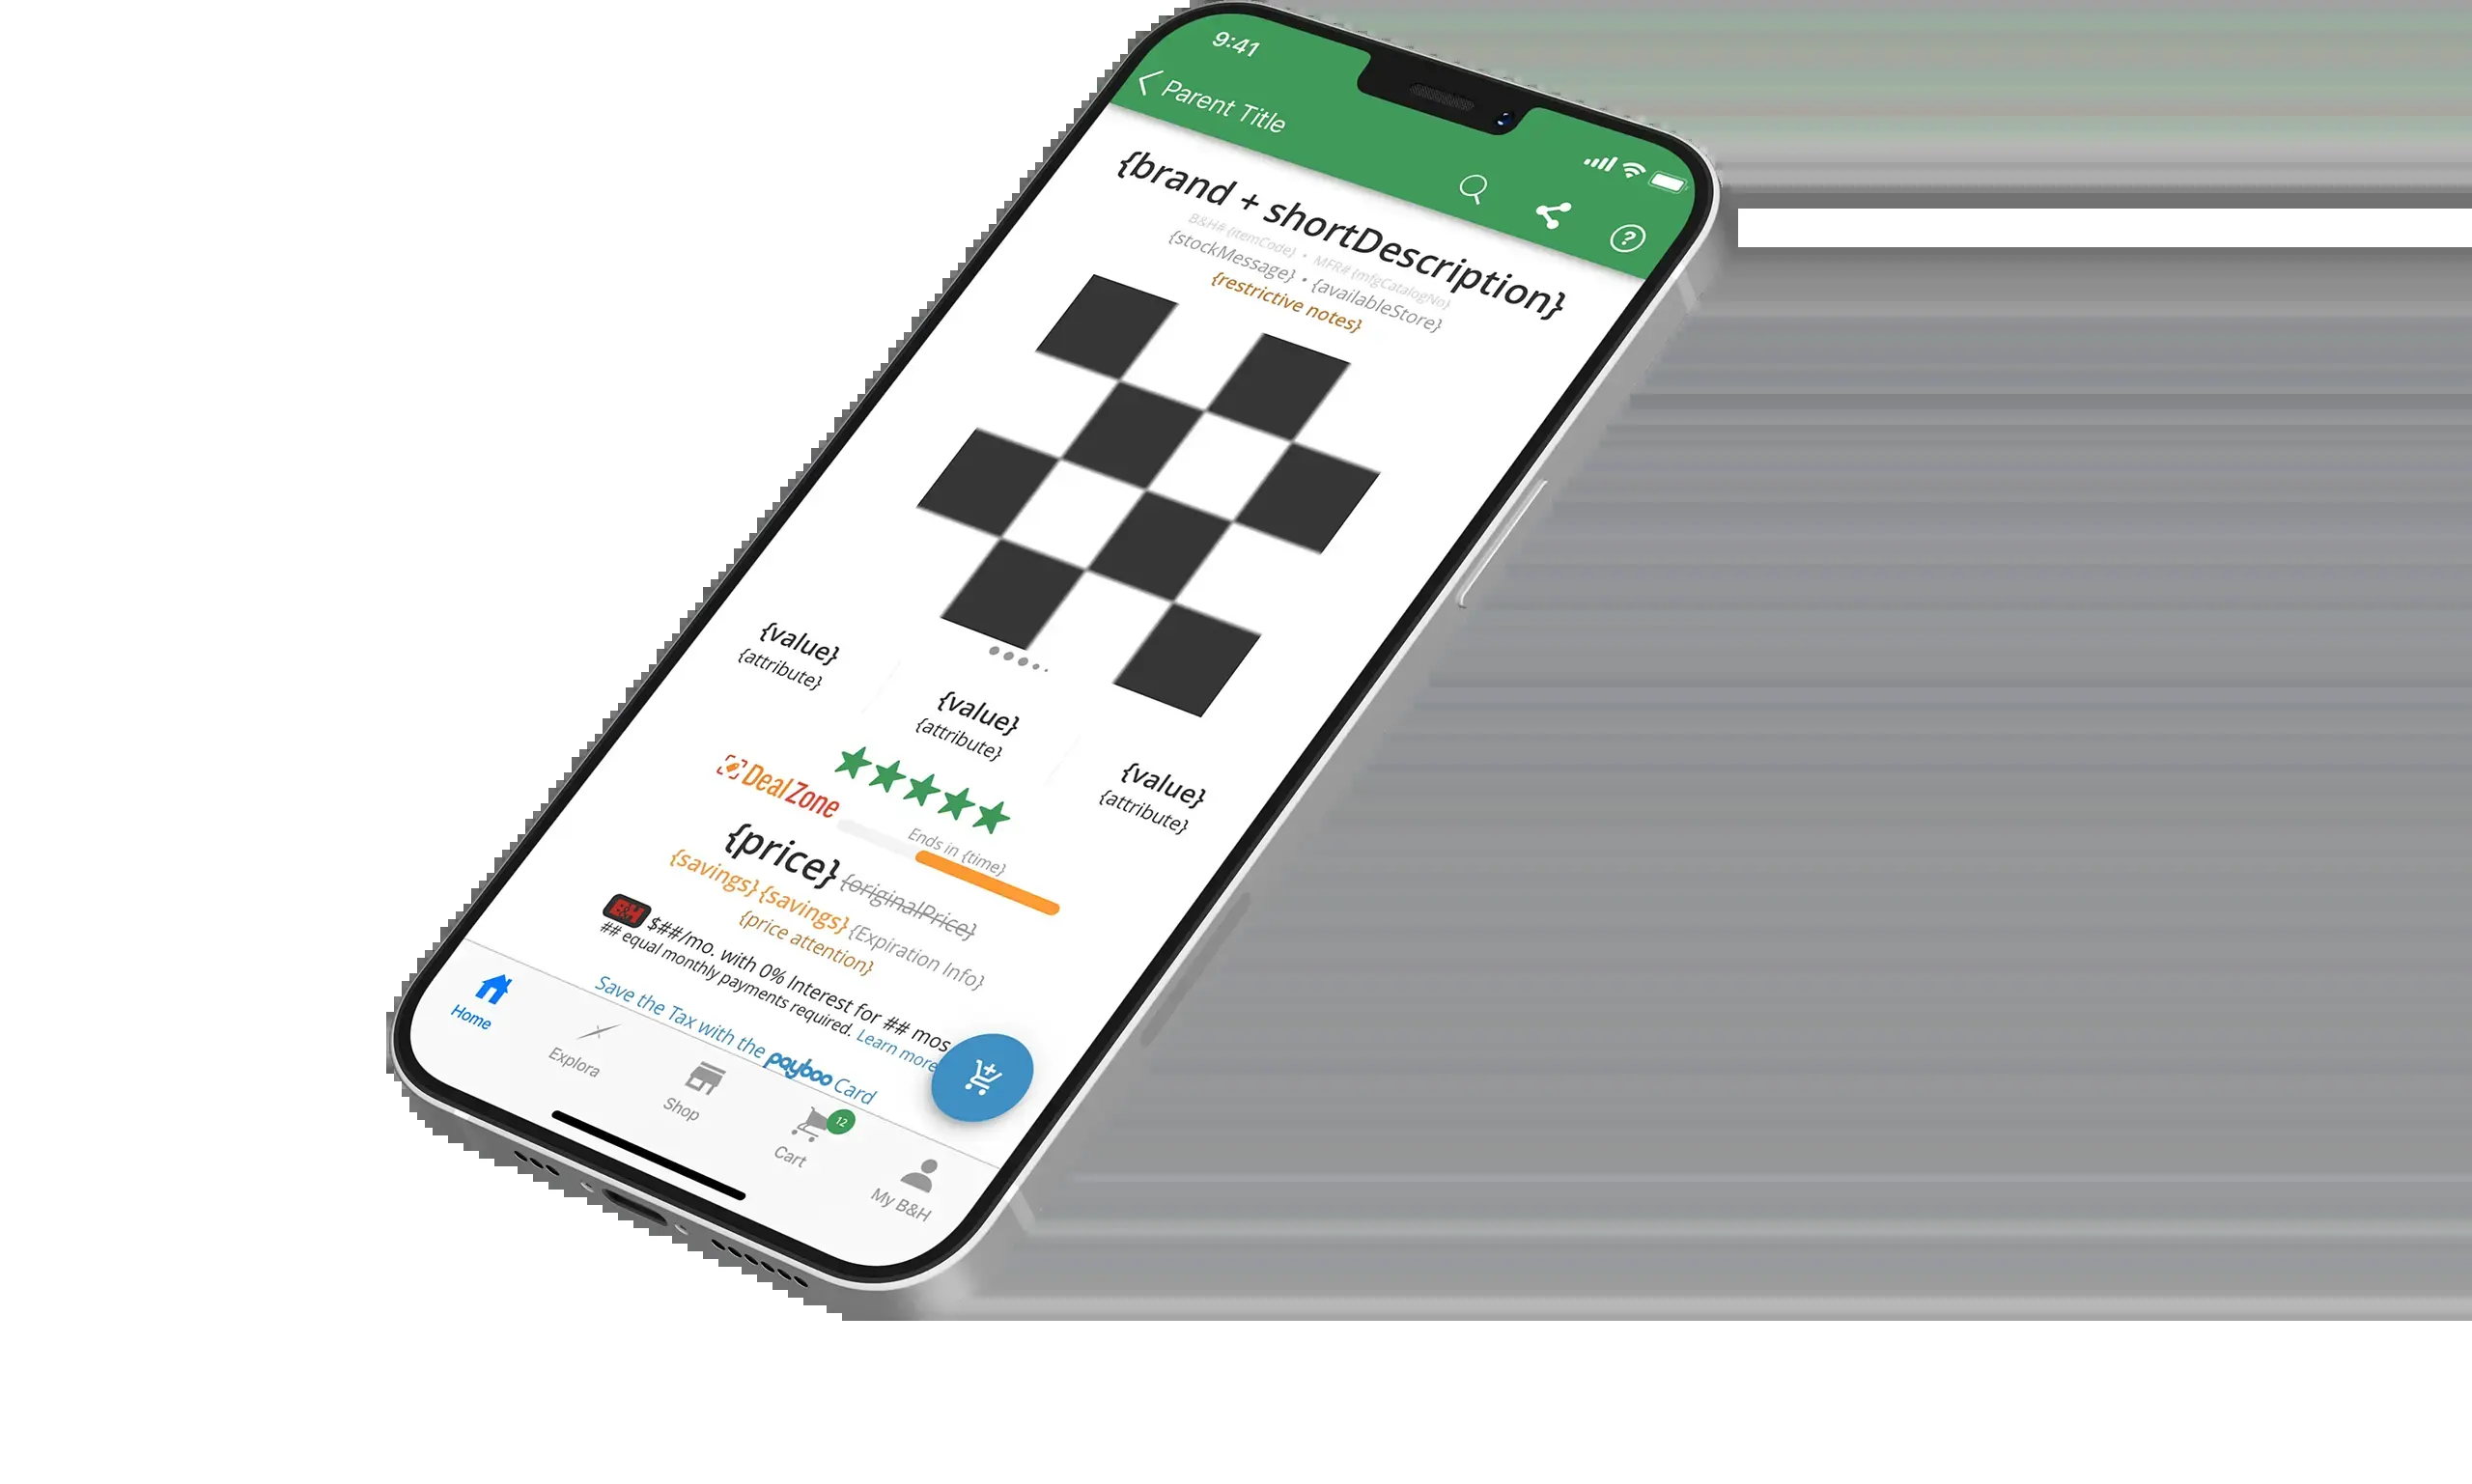 9:41
Parent Title
{brand + shortDescription}
B&H# {itemCode} • MFR# {mfgCatalogNo}
{stockMessage} • {availableStore}
{restrictive notes}
{value}
{attribute}
{value}
{attribute}
{value}
{attribute}
DealZone
Ends in {time}
{price} {originalPrice}
{savings} {savings} {Expiration Info}
{price attention}
B&H $##/mo. with 0% Interest for ## mos
## equal monthly payments required. Learn more
Save the Tax with the payboo Card
Home
Explora
Shop
12
Cart
My B&H